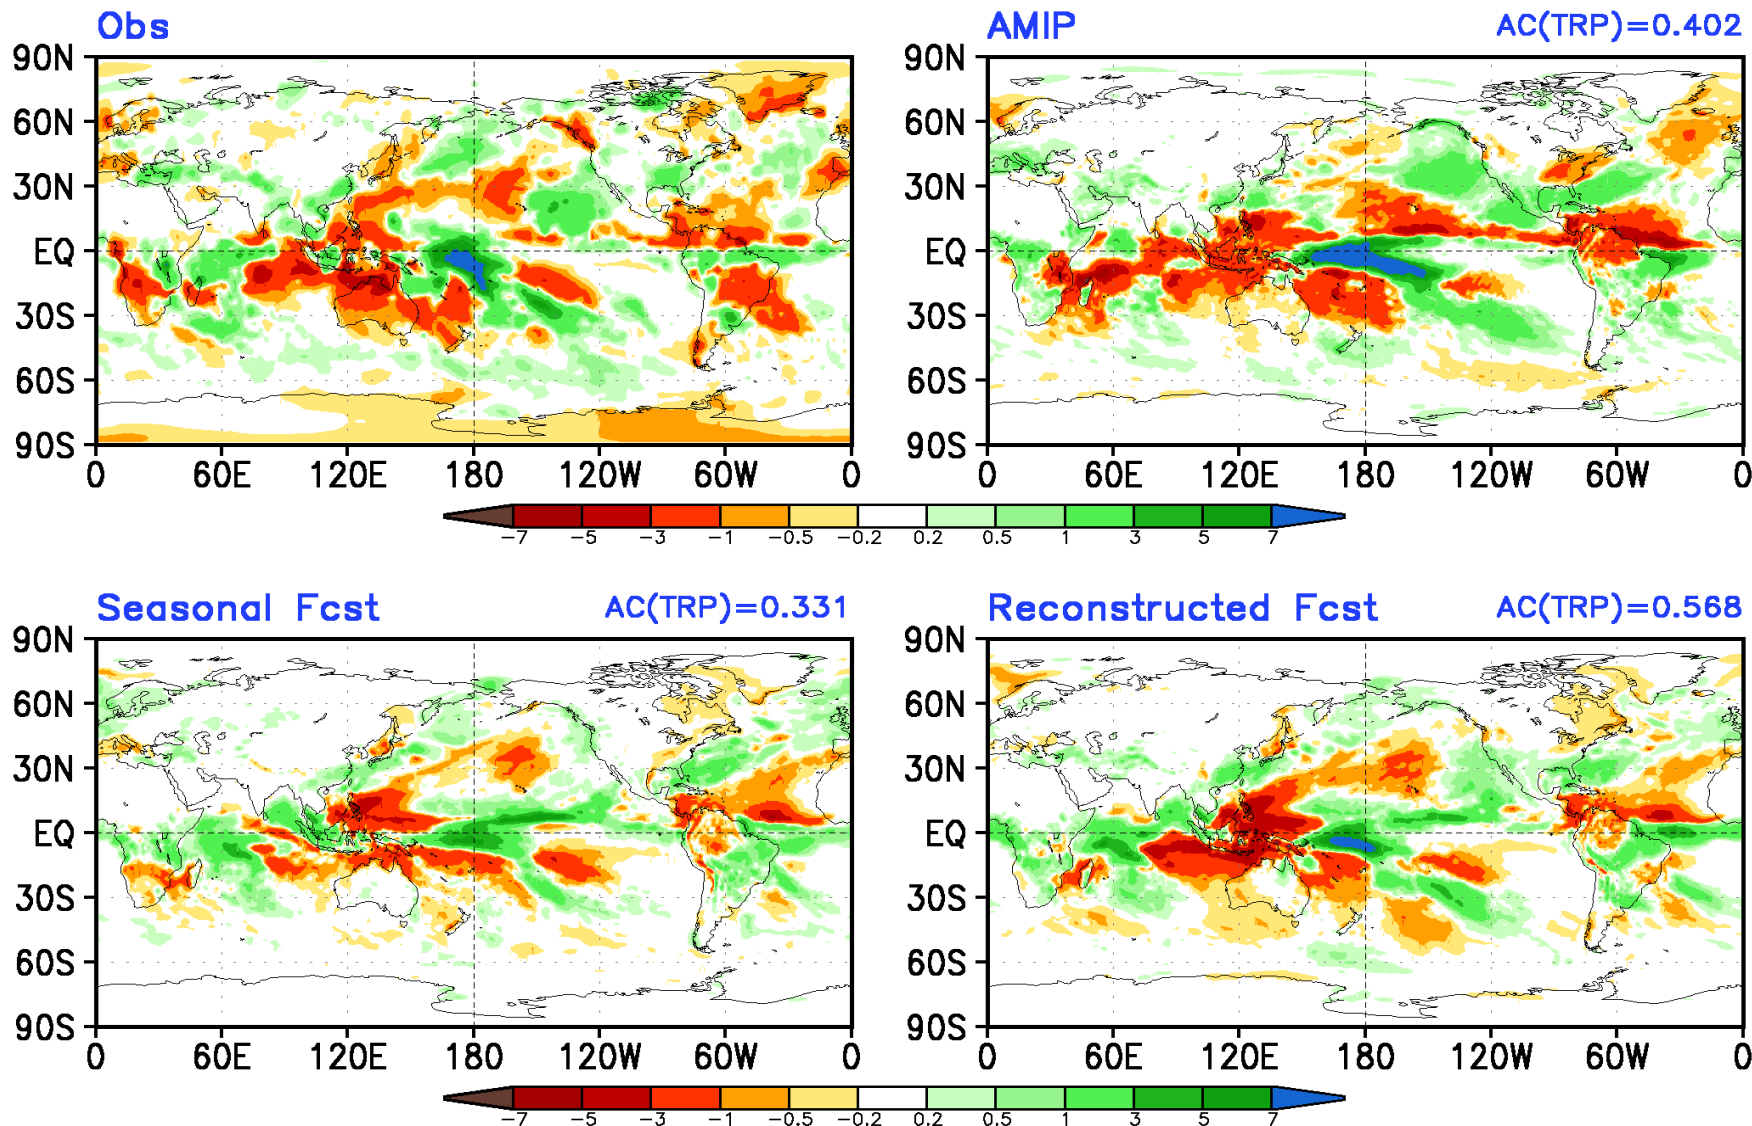 Obs
AMIP AC(TRP)=0.402
90N 90N
60N 60N
30N 30N
EQ EQ
30S 30S
60S 60S
90S 90S
0 60E 120E 180 120W 60W 0 0 60E 120E 180 120W 60W 0
-7 -5 -3 -1 -0.5 -0.2 0.2 0.5 1 3 5 7
Seasonal Fcst AC(TRP)=0.331
Reconstructed Fcst AC(TRP)=0.568
90N 90N
60N 60N
30N 30N
EQ EQ
30S 30S
60S 60S
90S 90S
0 60E 120E 180 120W 60W 0 0 60E 120E 180 120W 60W 0
-7 -5 -3 -1 -0.5 -0.2 0.2 0.5 1 3 5 7